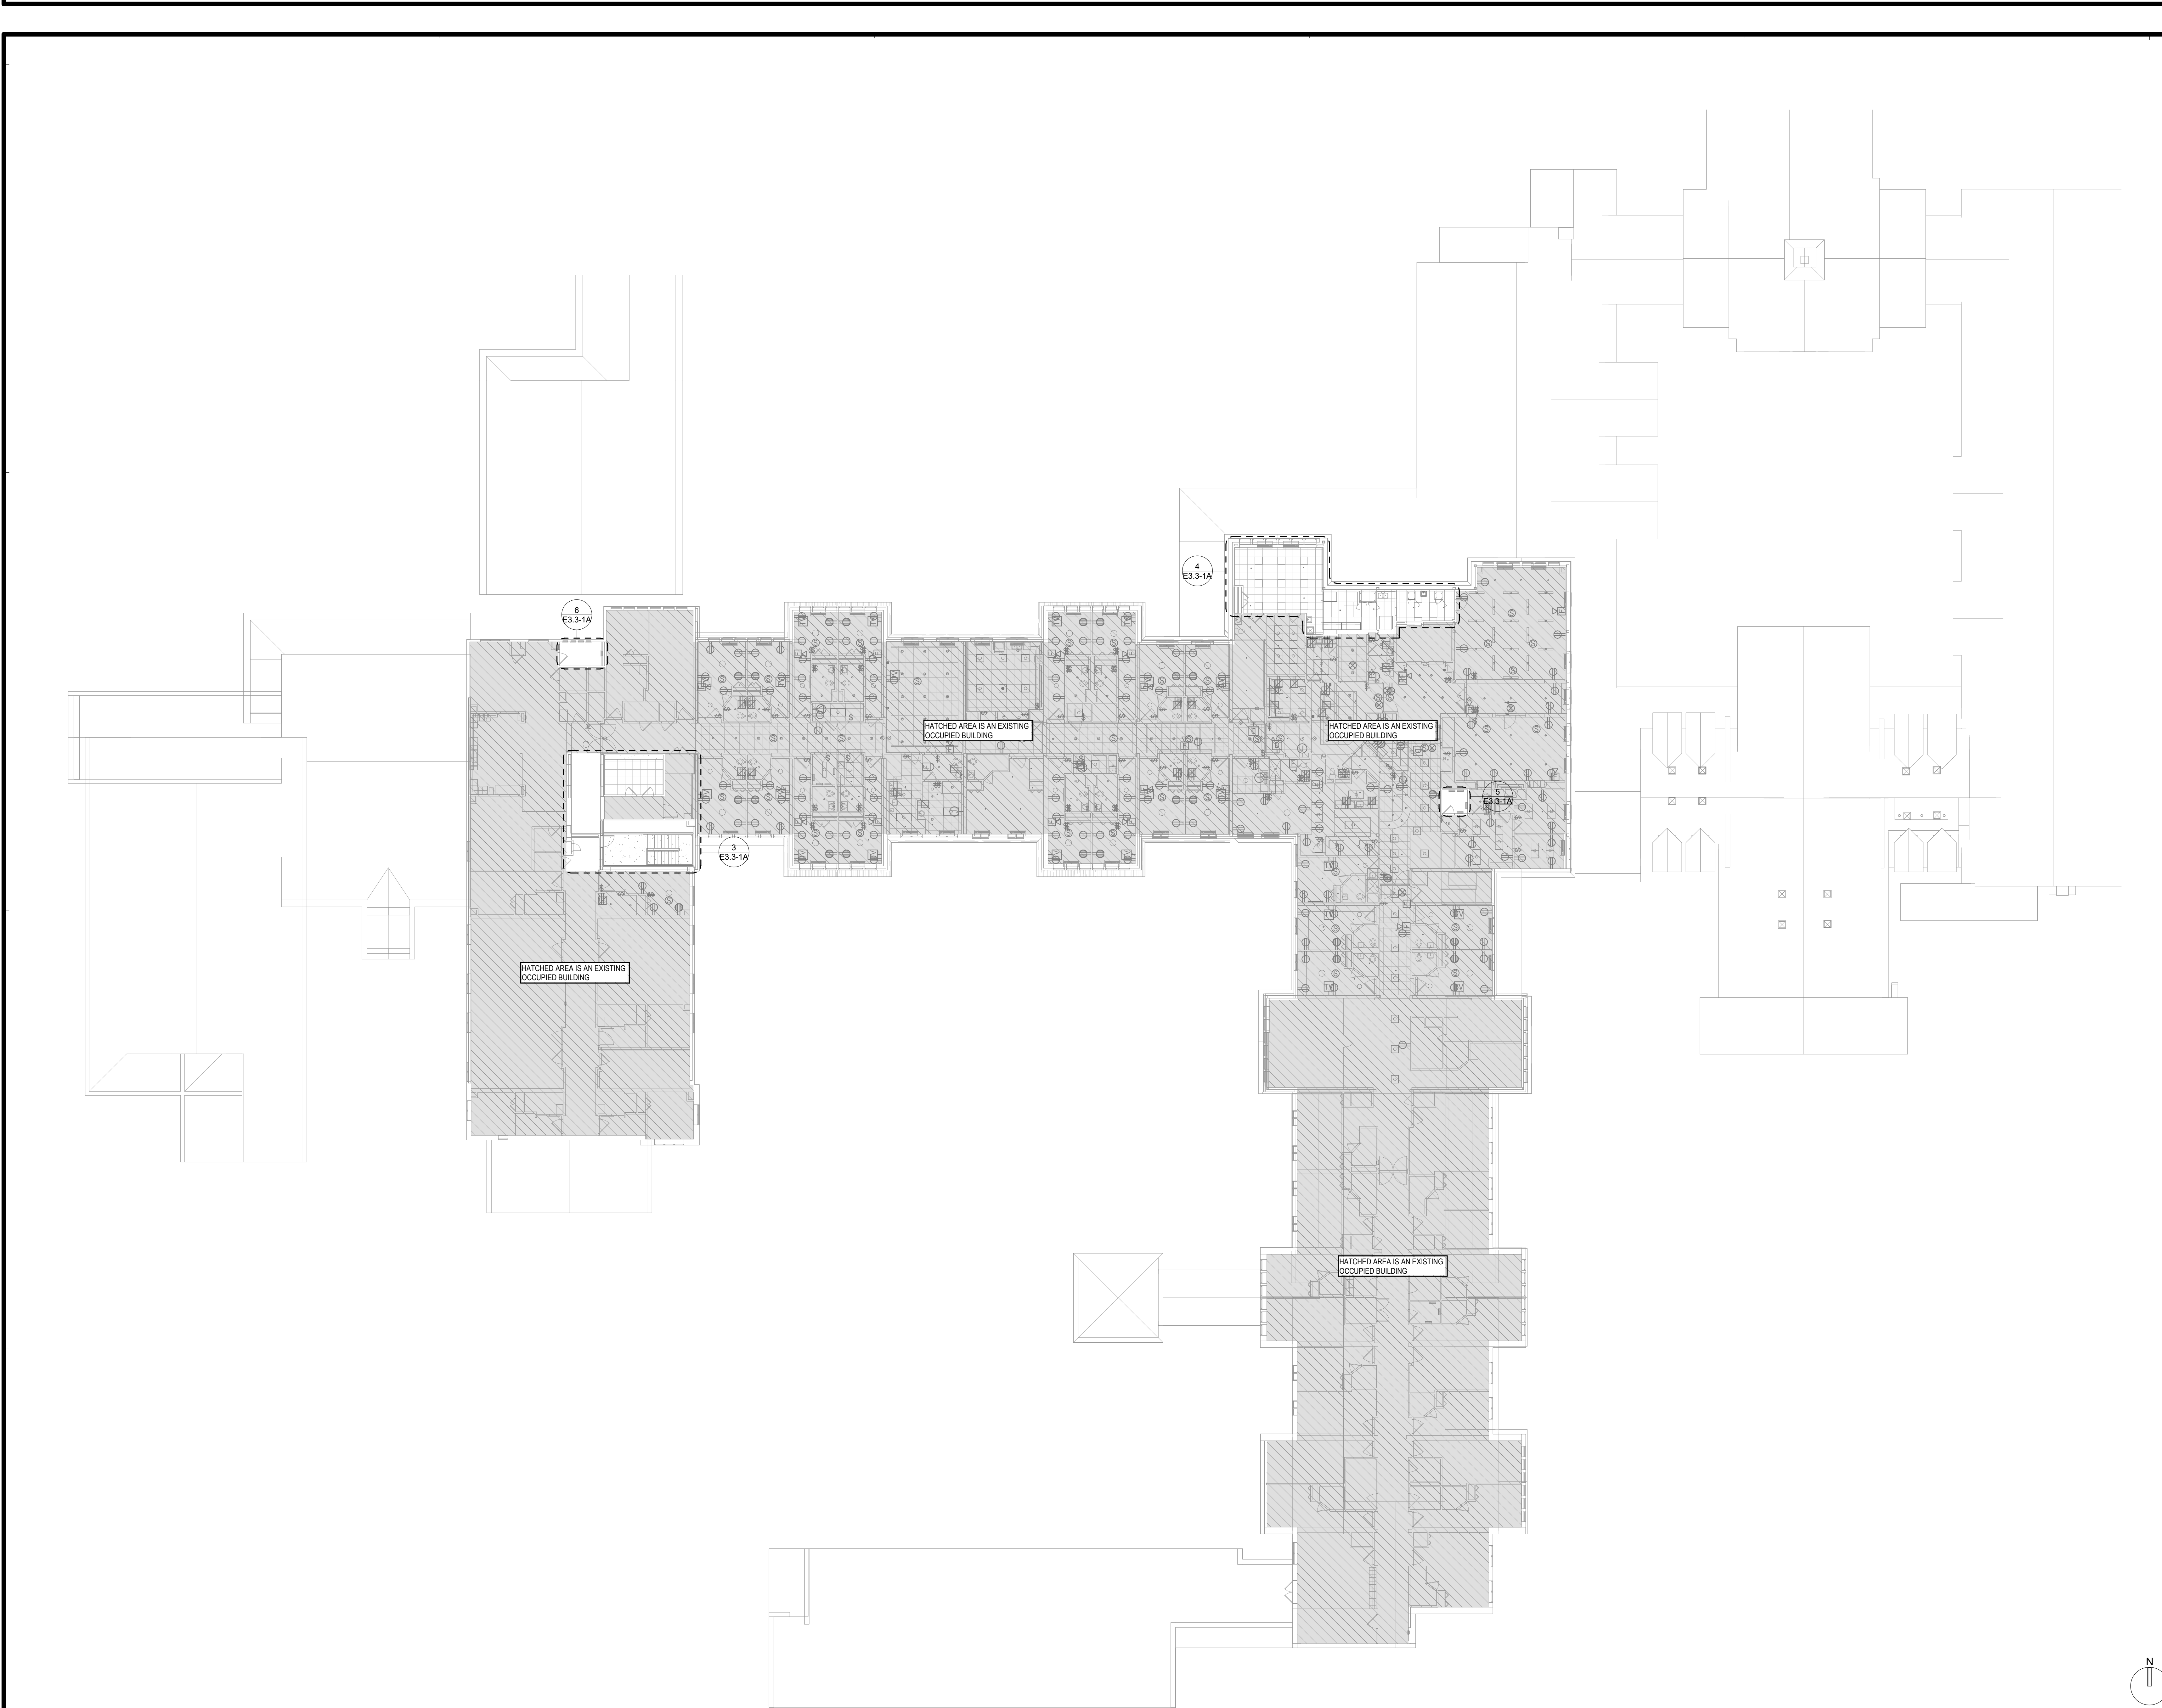 4
E3.3-1A
6
E3.3-1A
HATCHED AREA IS AN EXISTING
OCCUPIED BUILDING
HATCHED AREA IS AN EXISTING
OCCUPIED BUILDING
5
E3.3-1A
3
E3.3-1A
HATCHED AREA IS AN EXISTING
OCCUPIED BUILDING
HATCHED AREA IS AN EXISTING
OCCUPIED BUILDING
N